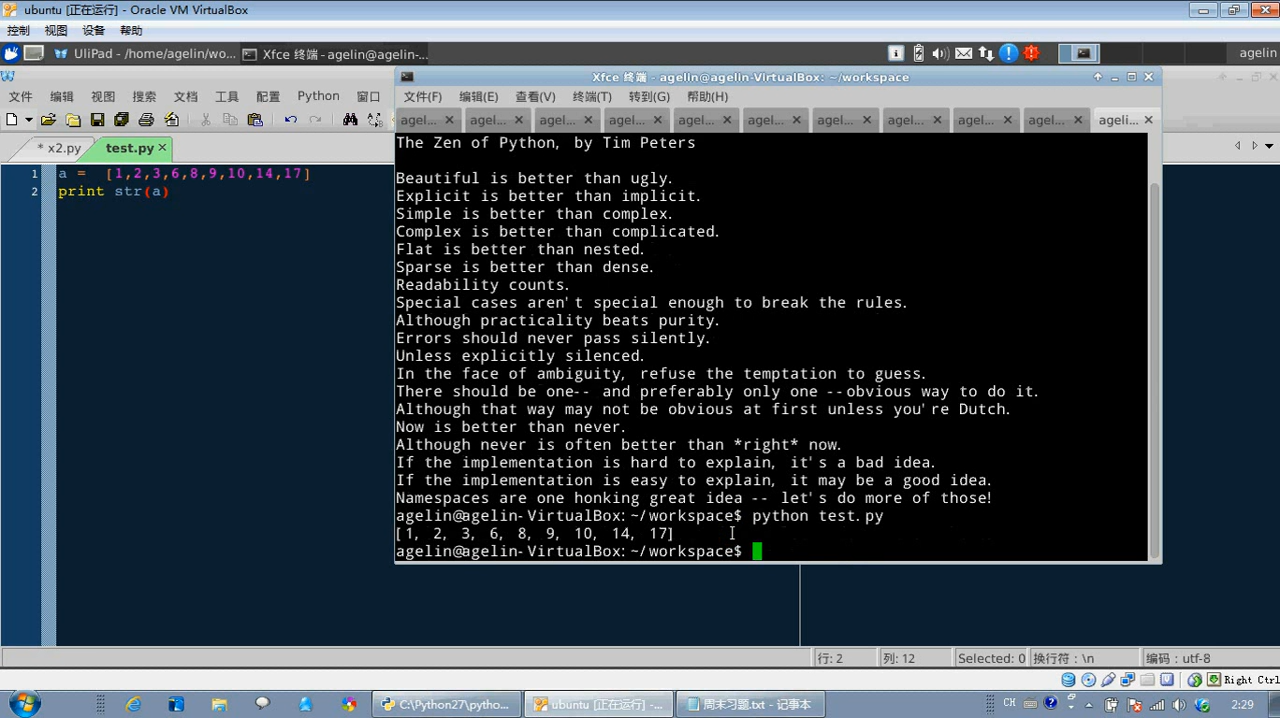 ubuntu [正在运行] - Oracle VM VirtualBox
控制 视图 设备 帮助
UliPad - /home/agelin/wo...
Xfce 终端 - agelin@agelin-...
agelin
Xfce 终端 - agelin@agelin-VirtualBox: ~/workspace
文件 编辑 视图 搜索 文档 工具 配置 Python 窗口
文件(F) 编辑(E) 查看(V) 终端(T) 转到(G) 帮助(H)
agel... agel... agel... agel... agel... agel... agel... agel... agel... agel... ageli...
* x2.py test.py
1 a = [1,2,3,6,8,9,10,14,17]
2 print str(a)
The Zen of Python, by Tim Peters
Beautiful is better than ugly.
Explicit is better than implicit.
Simple is better than complex.
Complex is better than complicated.
Flat is better than nested.
Sparse is better than dense.
Readability counts.
Special cases aren't special enough to break the rules.
Although practicality beats purity.
Errors should never pass silently.
Unless explicitly silenced.
In the face of ambiguity, refuse the temptation to guess.
There should be one-- and preferably only one --obvious way to do it.
Although that way may not be obvious at first unless you're Dutch.
Now is better than never.
Although never is often better than *right* now.
If the implementation is hard to explain, it's a bad idea.
If the implementation is easy to explain, it may be a good idea.
Namespaces are one honking great idea -- let's do more of those!
agelin@agelin-VirtualBox:~/workspace$ python test.py
[1, 2, 3, 6, 8, 9, 10, 14, 17]
agelin@agelin-VirtualBox:~/workspace$
行: 2 列: 12 Selected: 0 换行符：\n 编码：utf-8
Right Ctrl
C:\Python27\pytho...
ubuntu [正在运行] -...
周末习题.txt - 记事本
CH
2:29